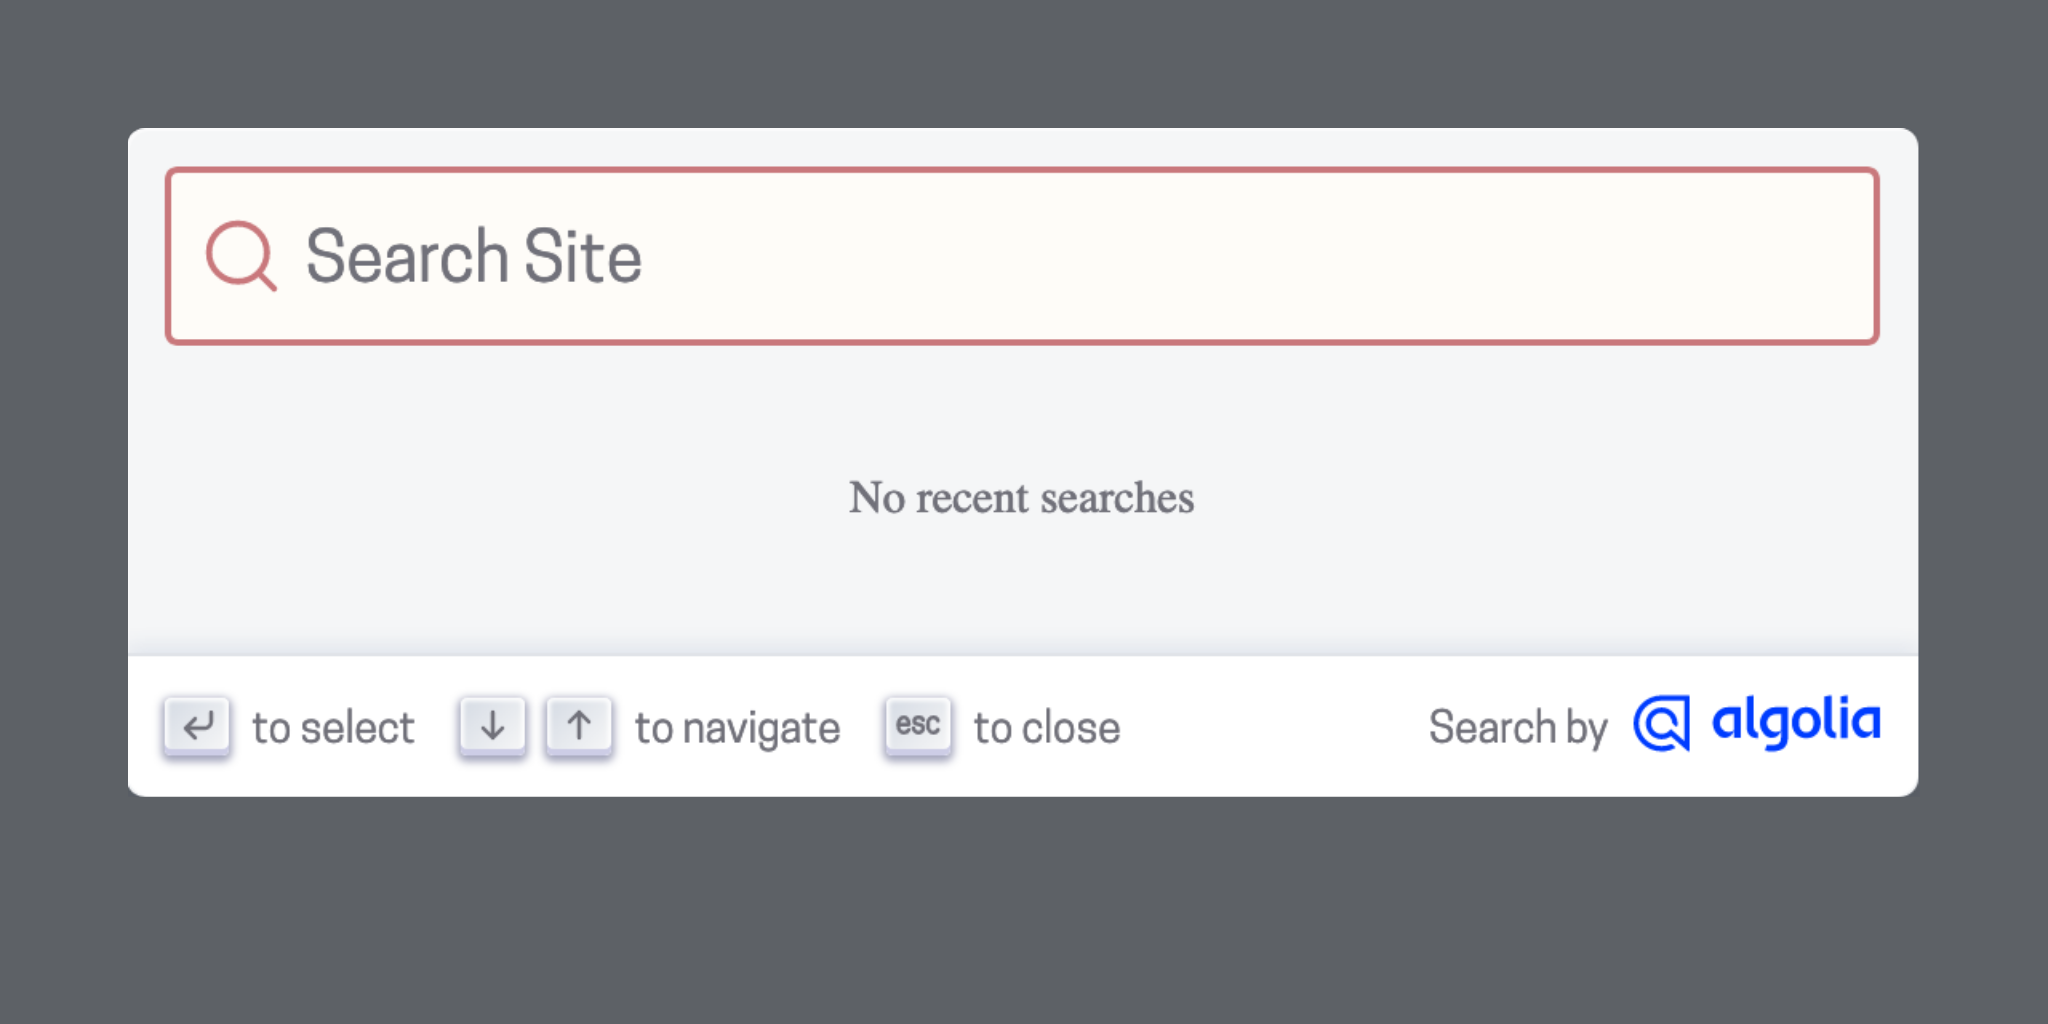 Search Site
No recent searches
to select to navigate esc to close Search by algolia